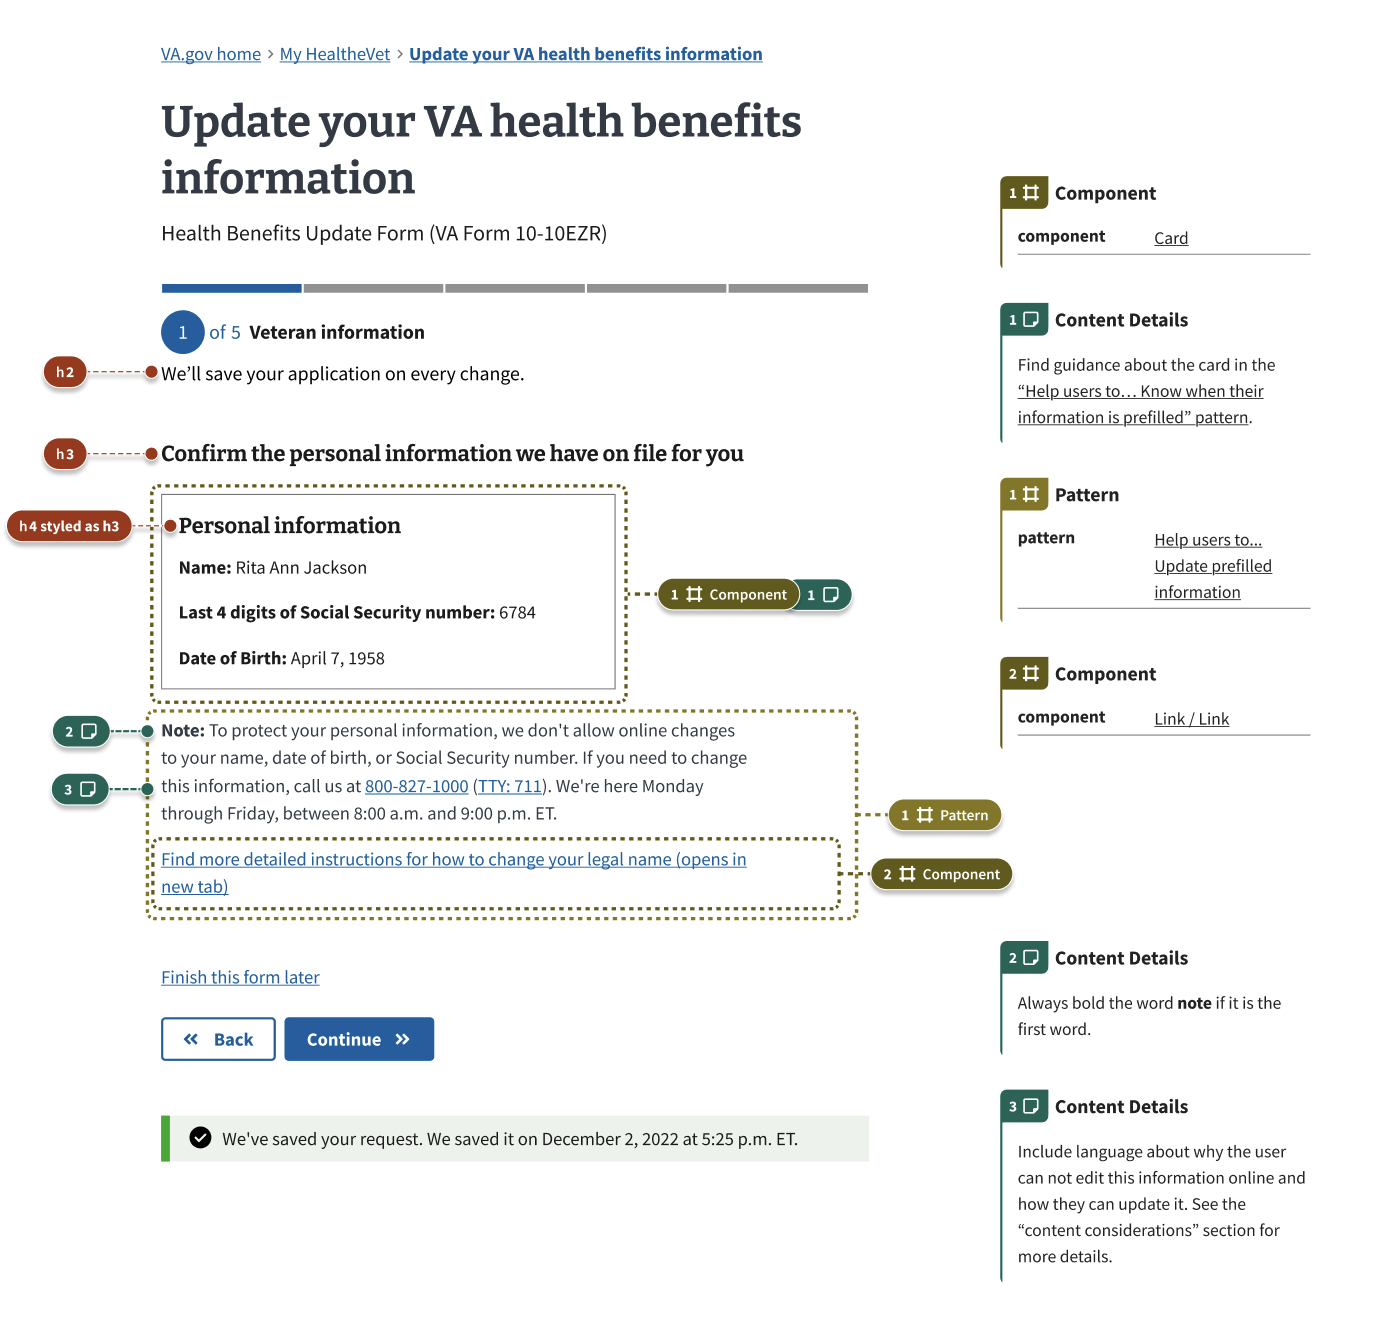 VA.gov home › My HealtheVet › Update your VA health benefits information
Update your VA health benefits
information
Health Benefits Update Form (VA Form 10-10EZR)
1 of 5 Veteran information
h2
We’ll save your application on every change.
h3
Confirm the personal information we have on file for you
h4 styled as h3
Personal information
Name: Rita Ann Jackson
Last 4 digits of Social Security number: 6784
Date of Birth: April 7, 1958
1 Component 1
2
Note: To protect your personal information, we don't allow online changes
to your name, date of birth, or Social Security number. If you need to change
3
this information, call us at 800-827-1000 (TTY: 711). We're here Monday
through Friday, between 8:00 a.m. and 9:00 p.m. ET.
1 Pattern
Find more detailed instructions for how to change your legal name (opens in
new tab)
2 Component
Finish this form later
Back
Continue
We've saved your request. We saved it on December 2, 2022 at 5:25 p.m. ET.
1 Component
component Card
1 Content Details
Find guidance about the card in the
“Help users to… Know when their
information is prefilled” pattern.
1 Pattern
pattern Help users to...
Update prefilled
information
2 Component
component Link / Link
2 Content Details
Always bold the word note if it is the
first word.
3 Content Details
Include language about why the user
can not edit this information online and
how they can update it. See the
“content considerations” section for
more details.